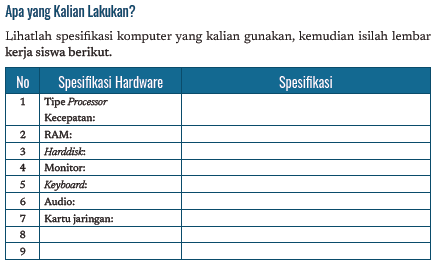 Apa yang Kalian Lakukan?
Lihatlah spesifikasi komputer yang kalian gunakan, kemudian isilah lembar
kerja siswa berikut.
No Spesifikasi Hardware Spesifikasi
1 Tipe Processor
Kecepatan:
2 RAM:
3 Harddisk:
4 Monitor:
5 Keyboard:
6 Audio:
7 Kartu jaringan:
8
9